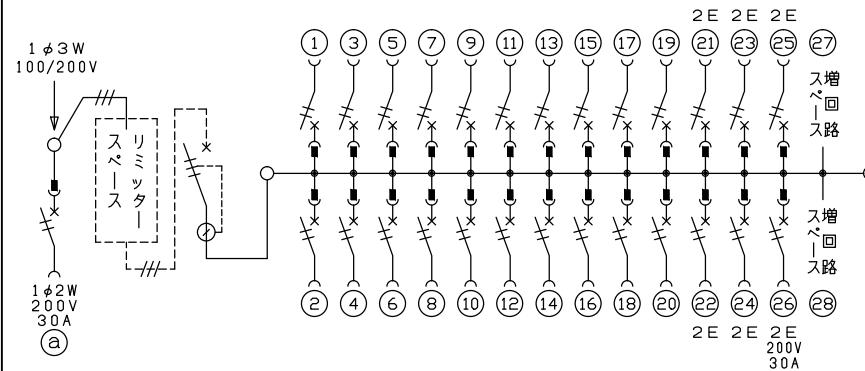 2E 2E 2E
1 3 5 7 9 11 13 15 17 19 21 23 25 27
1φ3W
100/200V
リミッター
スペース
増回路
スペース
増回路
スペース
2 4 6 8 10 12 14 16 18 20 22 24 26 28
2E 2E 2E
200V
30A
1φ2W
200V
30A
a